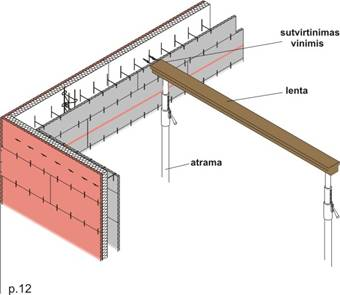 sutvirtinimas
vinimis
lenta
atrama
p.12